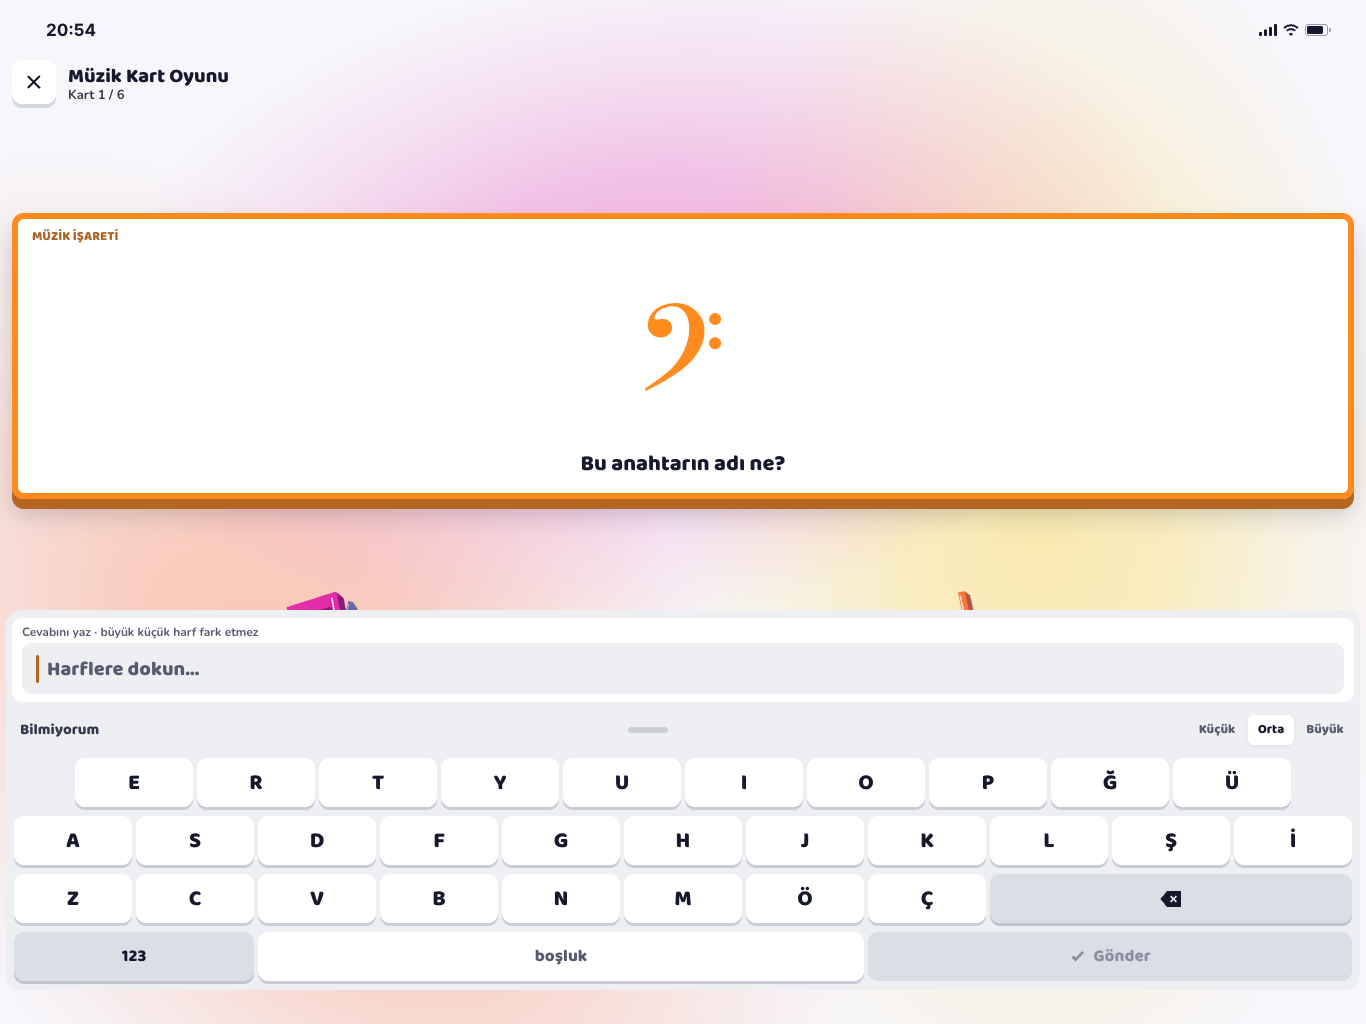 20:54
Müzik Kart Oyunu
Kart 1 / 6
MÜZİK İŞARETİ
Bu anahtarın adı ne?
Cevabını yaz · büyük küçük harf fark etmez
Harflere dokun...
Bilmiyorum
Küçük Orta Büyük
E R T Y U I O P Ğ Ü
A S D F G H J K L Ş İ
Z C V B N M Ö Ç
123 boşluk Gönder